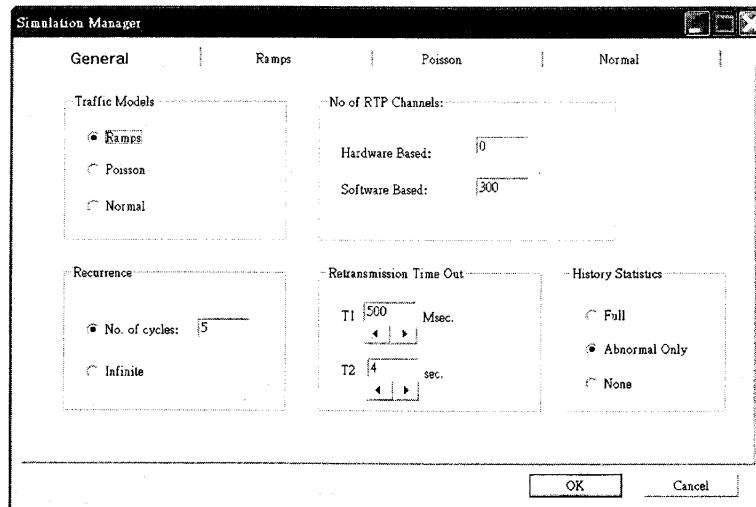 Simulation Manager
General Ramps Poisson Normal
Traffic Models
Ramps
Poisson
Normal
No of RTP Channels:
Hardware Based: 0
Software Based: 300
Recurrence
No. of cycles: 5
Infinite
Retransmission Time Out
T1 500 Msec.
T2 4 sec.
History Statistics
Full
Abnormal Only
None
OK Cancel